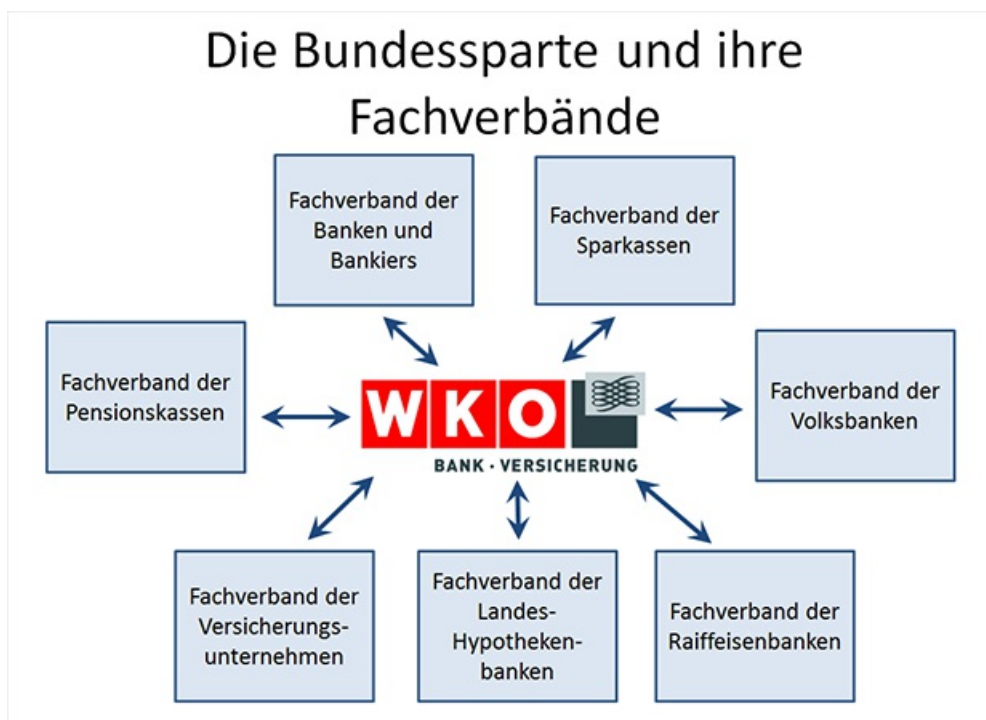 Die Bundessparte und ihre
Fachverbände
Fachverband der
Banken und
Bankiers
Fachverband der
Sparkassen
Fachverband der
Pensionskassen
WKO
BANK · VERSICHERUNG
Fachverband der
Volksbanken
Fachverband der
Versicherungs-
unternehmen
Fachverband der
Landes-
Hypotheken-
banken
Fachverband der
Raiffeisenbanken